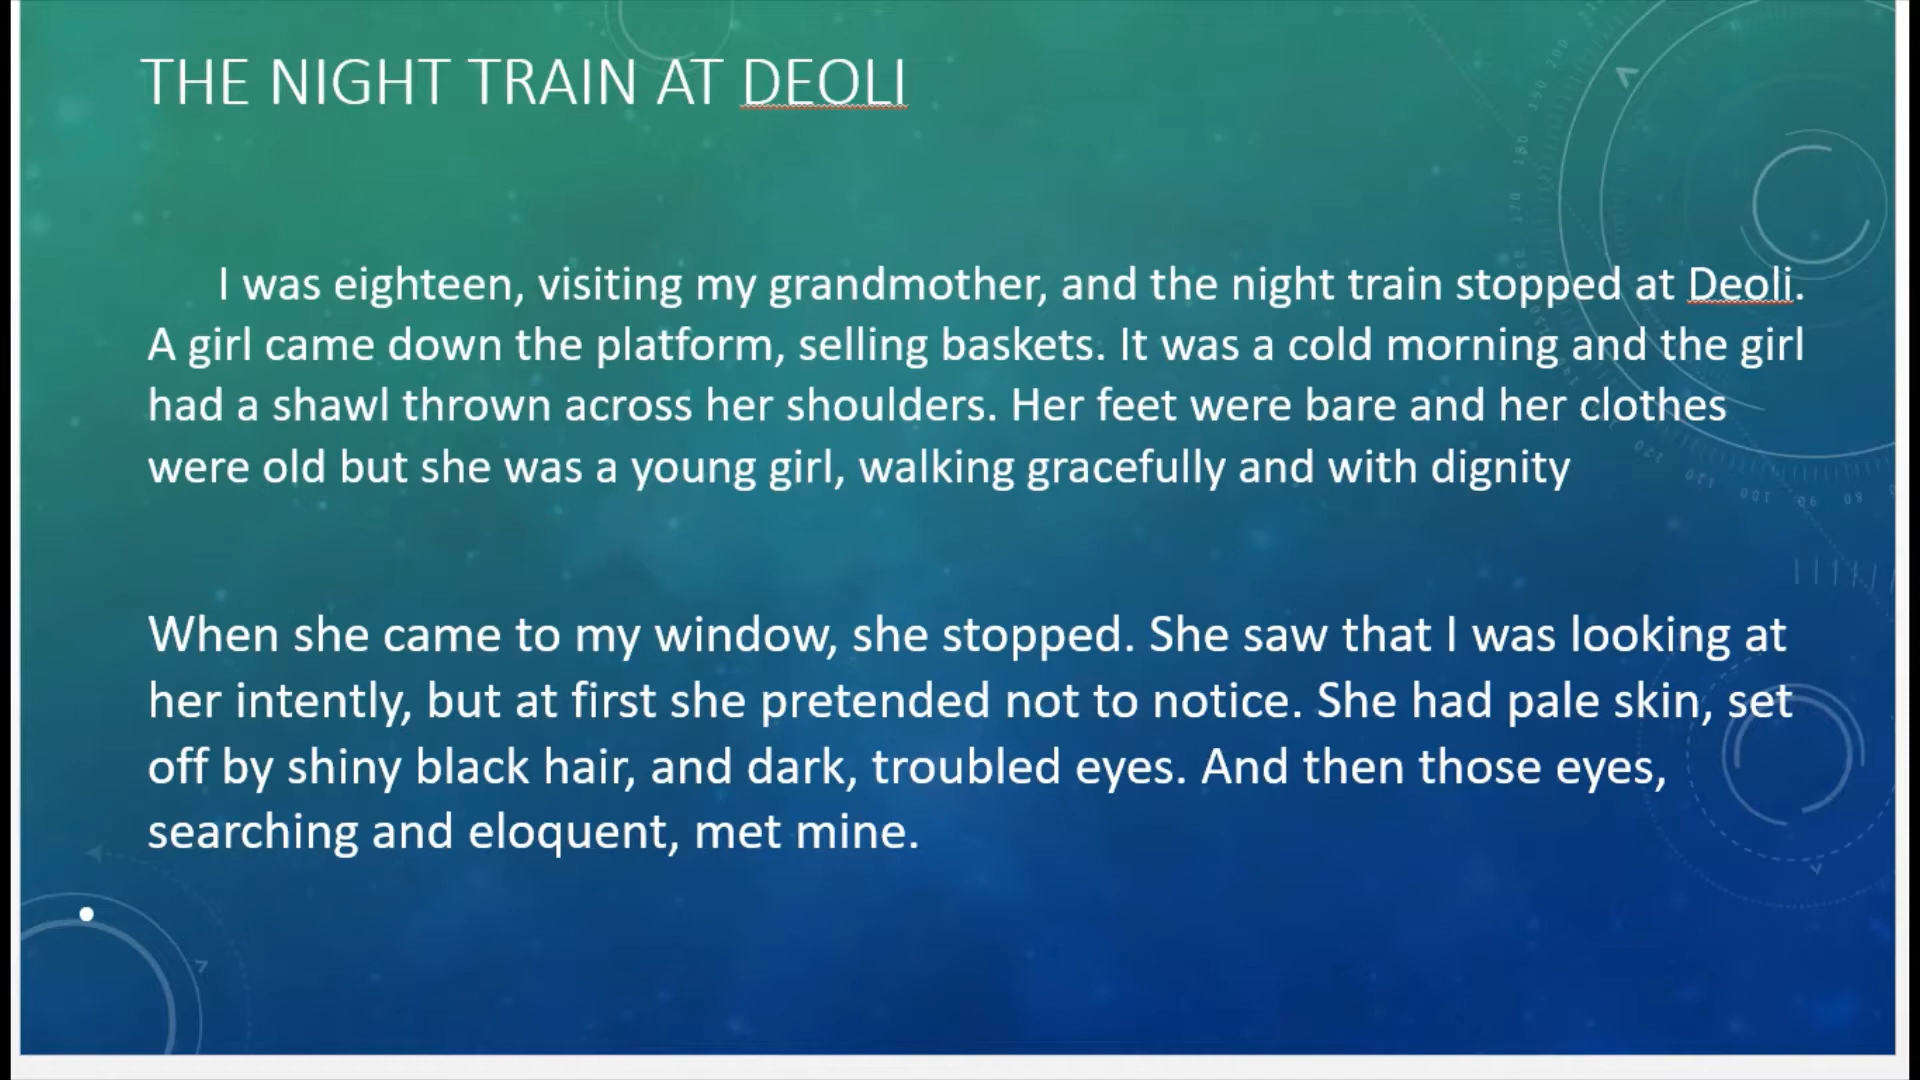 THE NIGHT TRAIN AT DEOLI
I was eighteen, visiting my grandmother, and the night train stopped at Deoli.
A girl came down the platform, selling baskets. It was a cold morning and the girl
had a shawl thrown across her shoulders. Her feet were bare and her clothes
were old but she was a young girl, walking gracefully and with dignity
When she came to my window, she stopped. She saw that I was looking at
her intently, but at first she pretended not to notice. She had pale skin, set
off by shiny black hair, and dark, troubled eyes. And then those eyes,
searching and eloquent, met mine.